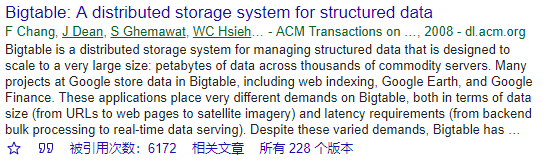 Bigtable: A distributed storage system for structured data
F Chang, J Dean, S Ghemawat, WC Hsieh… - ACM Transactions on …, 2008 - dl.acm.org
Bigtable is a distributed storage system for managing structured data that is designed to
scale to a very large size: petabytes of data across thousands of commodity servers. Many
projects at Google store data in Bigtable, including web indexing, Google Earth, and Google
Finance. These applications place very different demands on Bigtable, both in terms of data
size (from URLs to web pages to satellite imagery) and latency requirements (from backend
bulk processing to real-time data serving). Despite these varied demands, Bigtable has …
被引用次数：6172 相关文章 所有 228 个版本